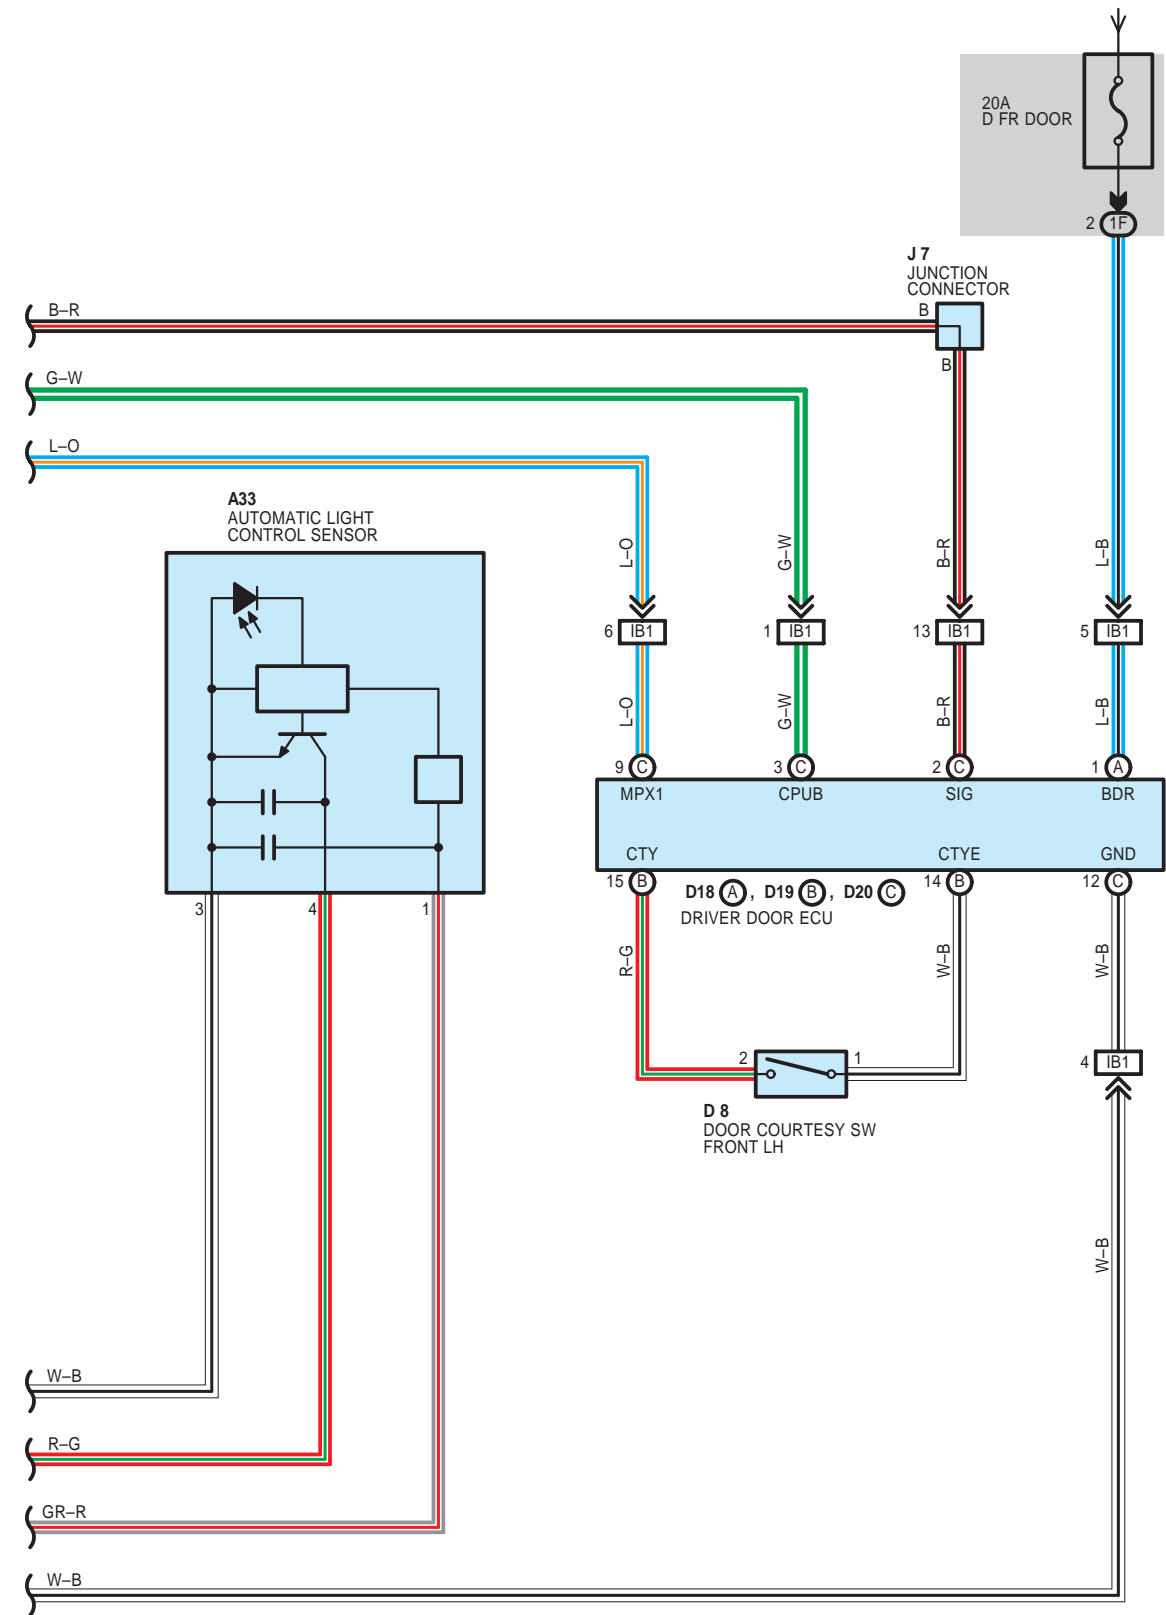 20A
D FR DOOR
2 1F
J 7
JUNCTION
CONNECTOR
B–R
B
B
G–W
L–O
A33
AUTOMATIC LIGHT
CONTROL SENSOR
L–O
G–W
B–R
L–B
6 IB1
1 IB1
13 IB1
5 IB1
L–O
G–W
B–R
L–B
9 C
3 C
2 C
1 A
MPX1
CPUB
SIG
BDR
CTY
CTYE
GND
15 B
14 B
12 C
D18 A , D19 B , D20 C
DRIVER DOOR ECU
3
4
1
R–G
W–B
W–B
2
1
4 IB1
D 8
DOOR COURTESY SW
FRONT LH
W–B
W–B
R–G
GR–R
W–B